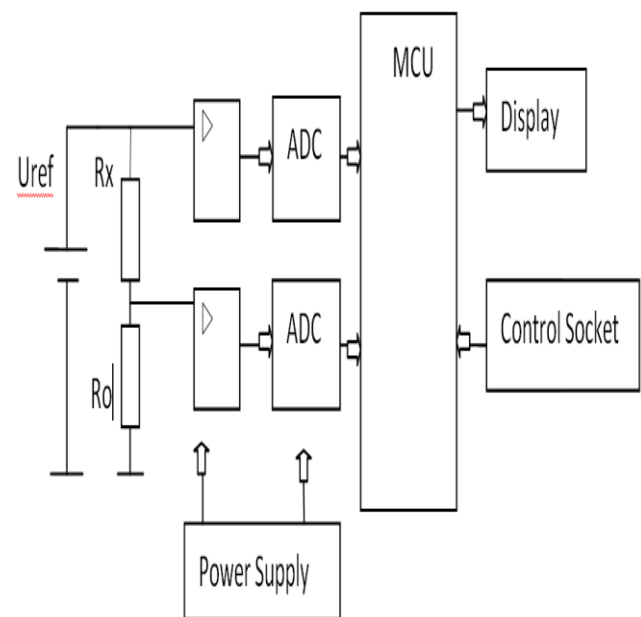 MCU
ADC
Display
Uref
Rx
ADC
Control Socket
Ro
Power Supply